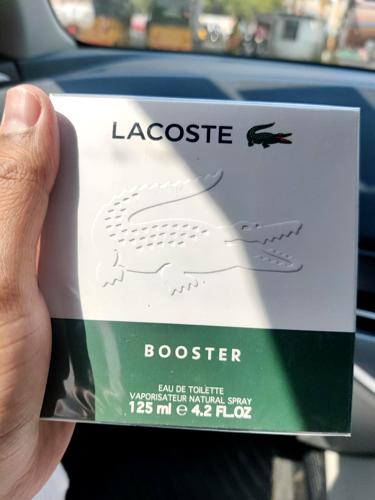 LACOSTE
BOOSTER
EAU DE TOILETTE
VAPORISATEUR NATURAL SPRAY
125 ml e 4.2 FL.OZ